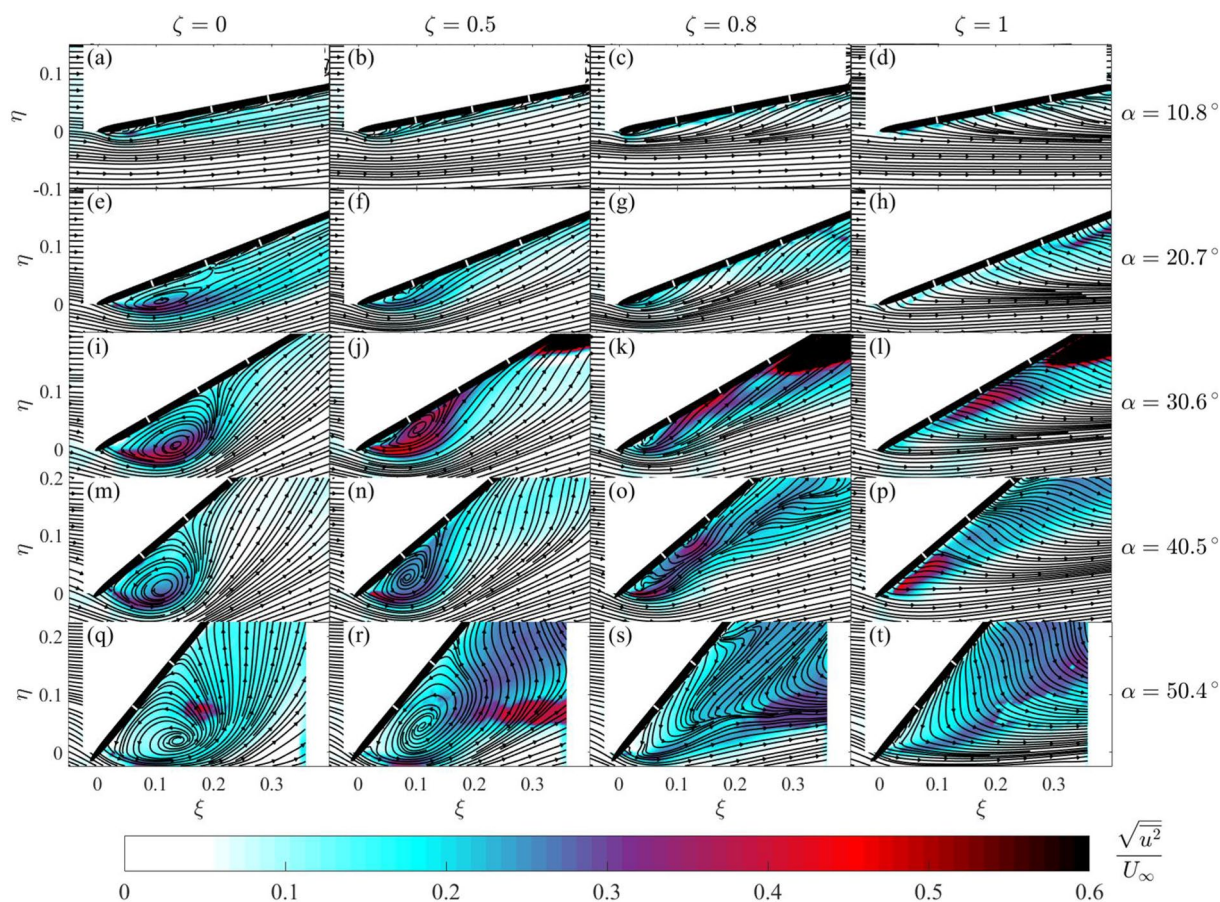 ζ = 0 ζ = 0.5 ζ = 0.8 ζ = 1
(a) (b) (c) (d)
0.1
η
0
-0.1
α = 10.8°
(e) (f) (g) (h)
0.1
η
0
α = 20.7°
(i) (j) (k) (l)
0.1
η
0
α = 30.6°
0.2
(m) (n) (o) (p)
0.1
η
0
α = 40.5°
(q) (r) (s) (t)
0.2
η
0.1
0
α = 50.4°
0 0.1 0.2 0.3 0 0.1 0.2 0.3 0 0.1 0.2 0.3 0 0.1 0.2 0.3
ξ ξ ξ ξ
0 0.1 0.2 0.3 0.4 0.5 0.6
√u²
U∞